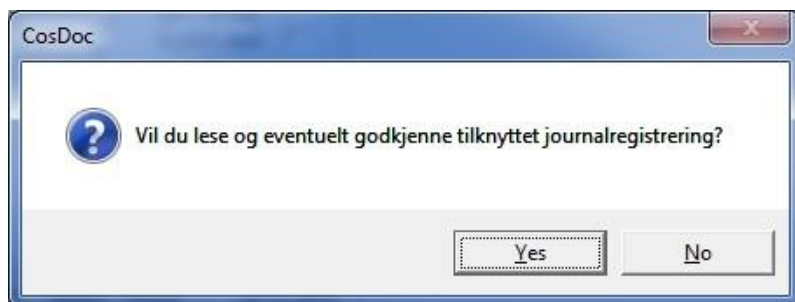 CosDoc
Vil du lese og eventuelt godkjenne tilknyttet journalregistrering?
Yes
No